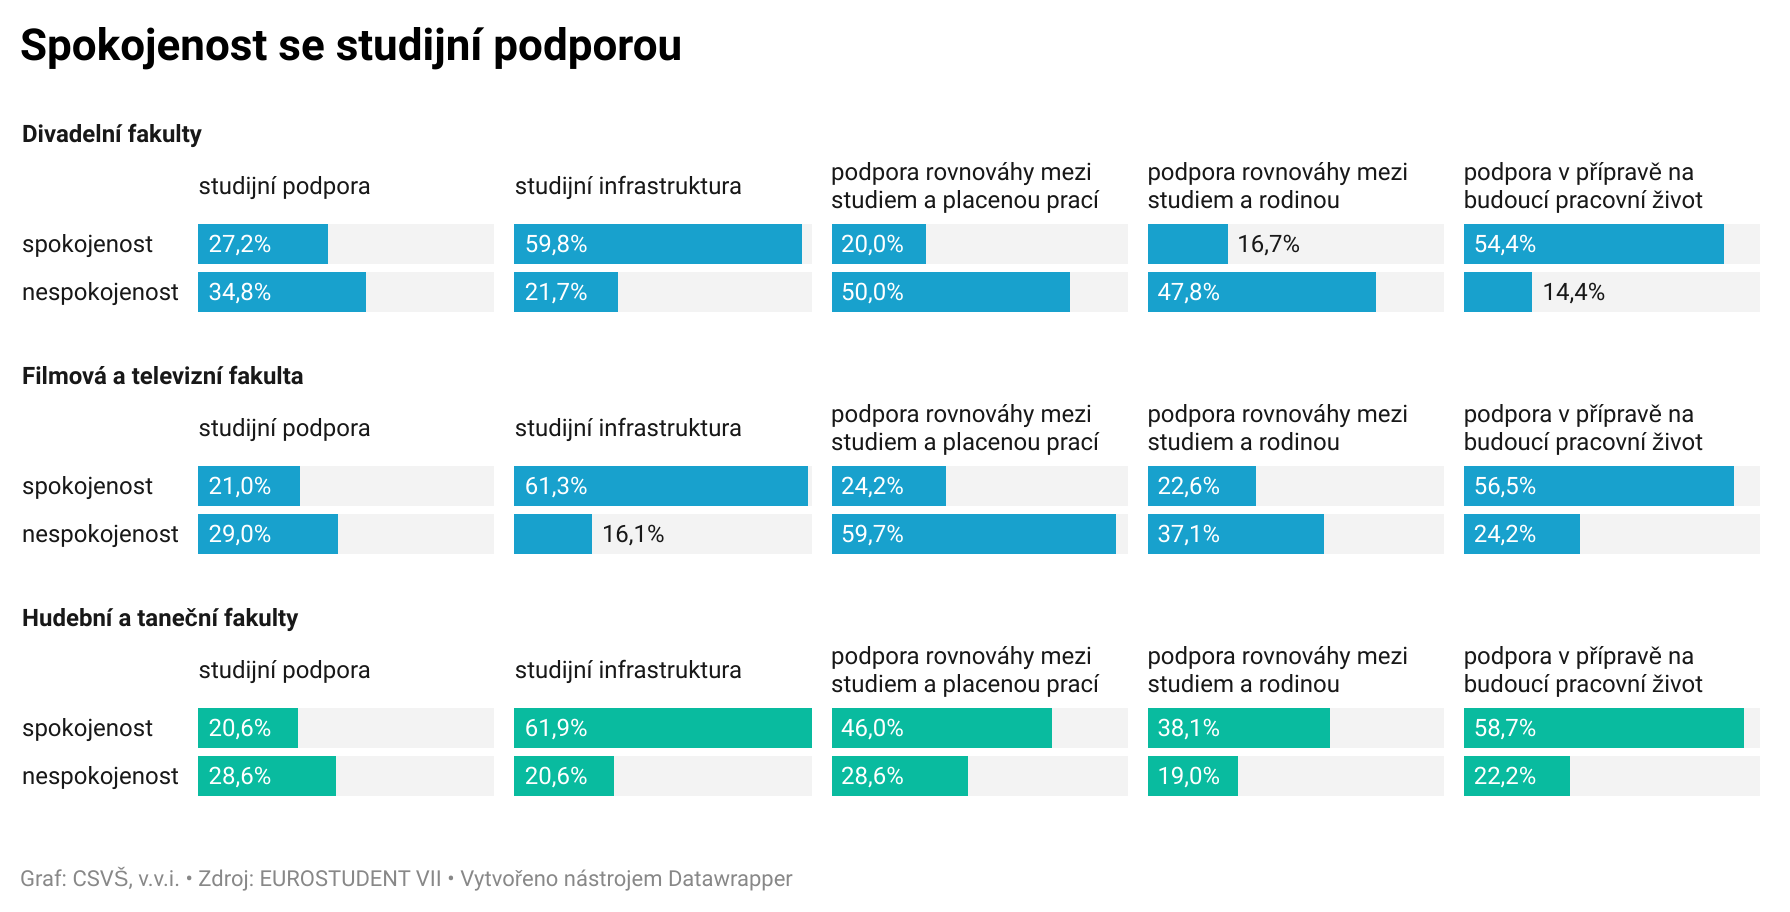 Spokojenost se studijní podporou
Divadelní fakulty
studijní podpora
studijní infrastruktura
podpora rovnováhy mezi
studiem a placenou prací
podpora rovnováhy mezi
studiem a rodinou
podpora v přípravě na
budoucí pracovní život
spokojenost 27,2% 59,8% 20,0% 16,7% 54,4%
nespokojenost 34,8% 21,7% 50,0% 47,8% 14,4%
Filmová a televizní fakulta
studijní podpora
studijní infrastruktura
podpora rovnováhy mezi
studiem a placenou prací
podpora rovnováhy mezi
studiem a rodinou
podpora v přípravě na
budoucí pracovní život
spokojenost 21,0% 61,3% 24,2% 22,6% 56,5%
nespokojenost 29,0% 16,1% 59,7% 37,1% 24,2%
Hudební a taneční fakulty
studijní podpora
studijní infrastruktura
podpora rovnováhy mezi
studiem a placenou prací
podpora rovnováhy mezi
studiem a rodinou
podpora v přípravě na
budoucí pracovní život
spokojenost 20,6% 61,9% 46,0% 38,1% 58,7%
nespokojenost 28,6% 20,6% 28,6% 19,0% 22,2%
Graf: CSVŠ, v.v.i. • Zdroj: EUROSTUDENT VII • Vytvořeno nástrojem Datawrapper